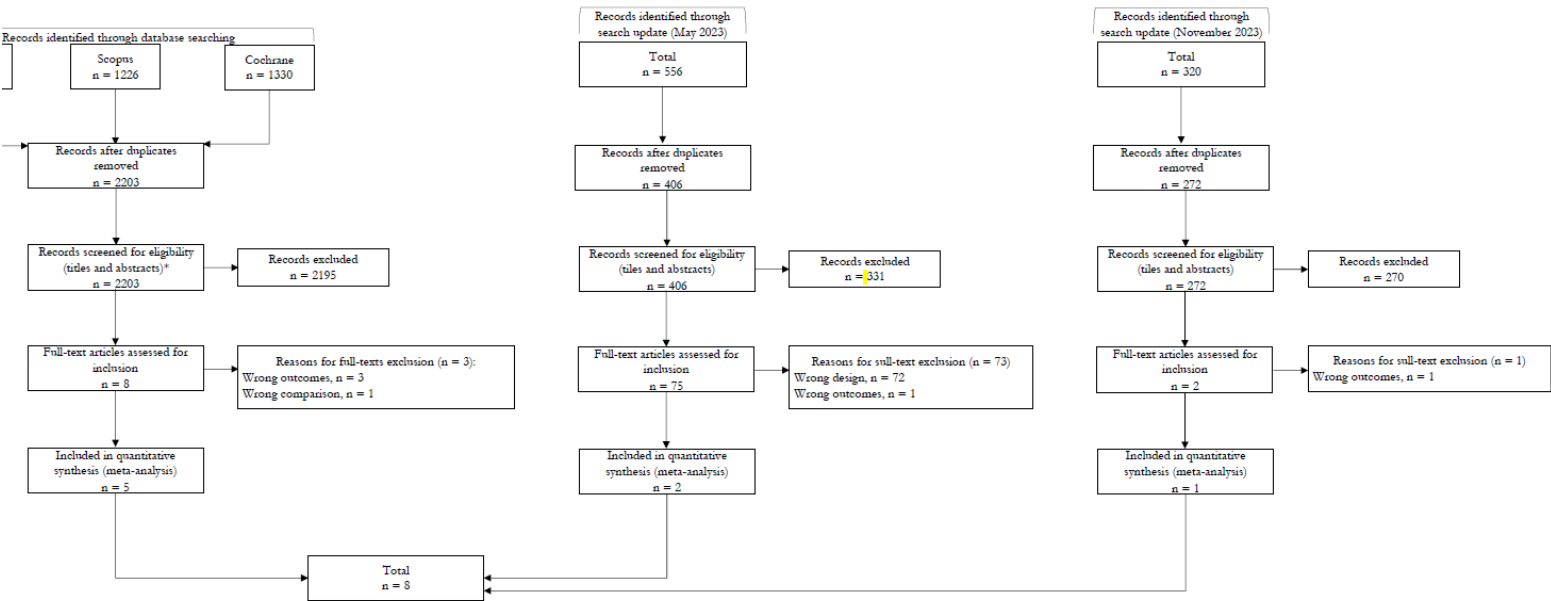 Records identified through database searching
Scopus
n = 1226
Cochrane
n = 1330
Records after duplicates
removed
n = 2203
Records screened for eligibility
(titles and abstracts)*
n = 2203
Records excluded
n = 2195
Full-text articles assessed for
inclusion
n = 8
Reasons for full-texts exclusion (n = 3):
Wrong outcomes, n = 3
Wrong comparison, n = 1
Included in quantitative
synthesis (meta-analysis)
n = 5
Records identified through
search update (May 2023)
Total
n = 556
Records after duplicates
removed
n = 406
Records screened for eligibility
(tiles and abstracts)
n = 406
Records excluded
n = 331
Full-text articles assessed for
inclusion
n = 75
Reasons for sull-text exclusion (n = 73)
Wrong design, n = 72
Wrong outcomes, n = 1
Included in quantitative
synthesis (meta-analysis)
n = 2
Records identified through
search update (November 2023)
Total
n = 320
Records after duplicates
removed
n = 272
Records screened for eligibility
(titles and abstracts)
n = 272
Records excluded
n = 270
Full-text articles assessed for
inclusion
n = 2
Reasons for sull-text exclusion (n = 1)
Wrong outcomes, n = 1
Included in quantitative
synthesis (meta-analysis)
n = 1
Total
n = 8